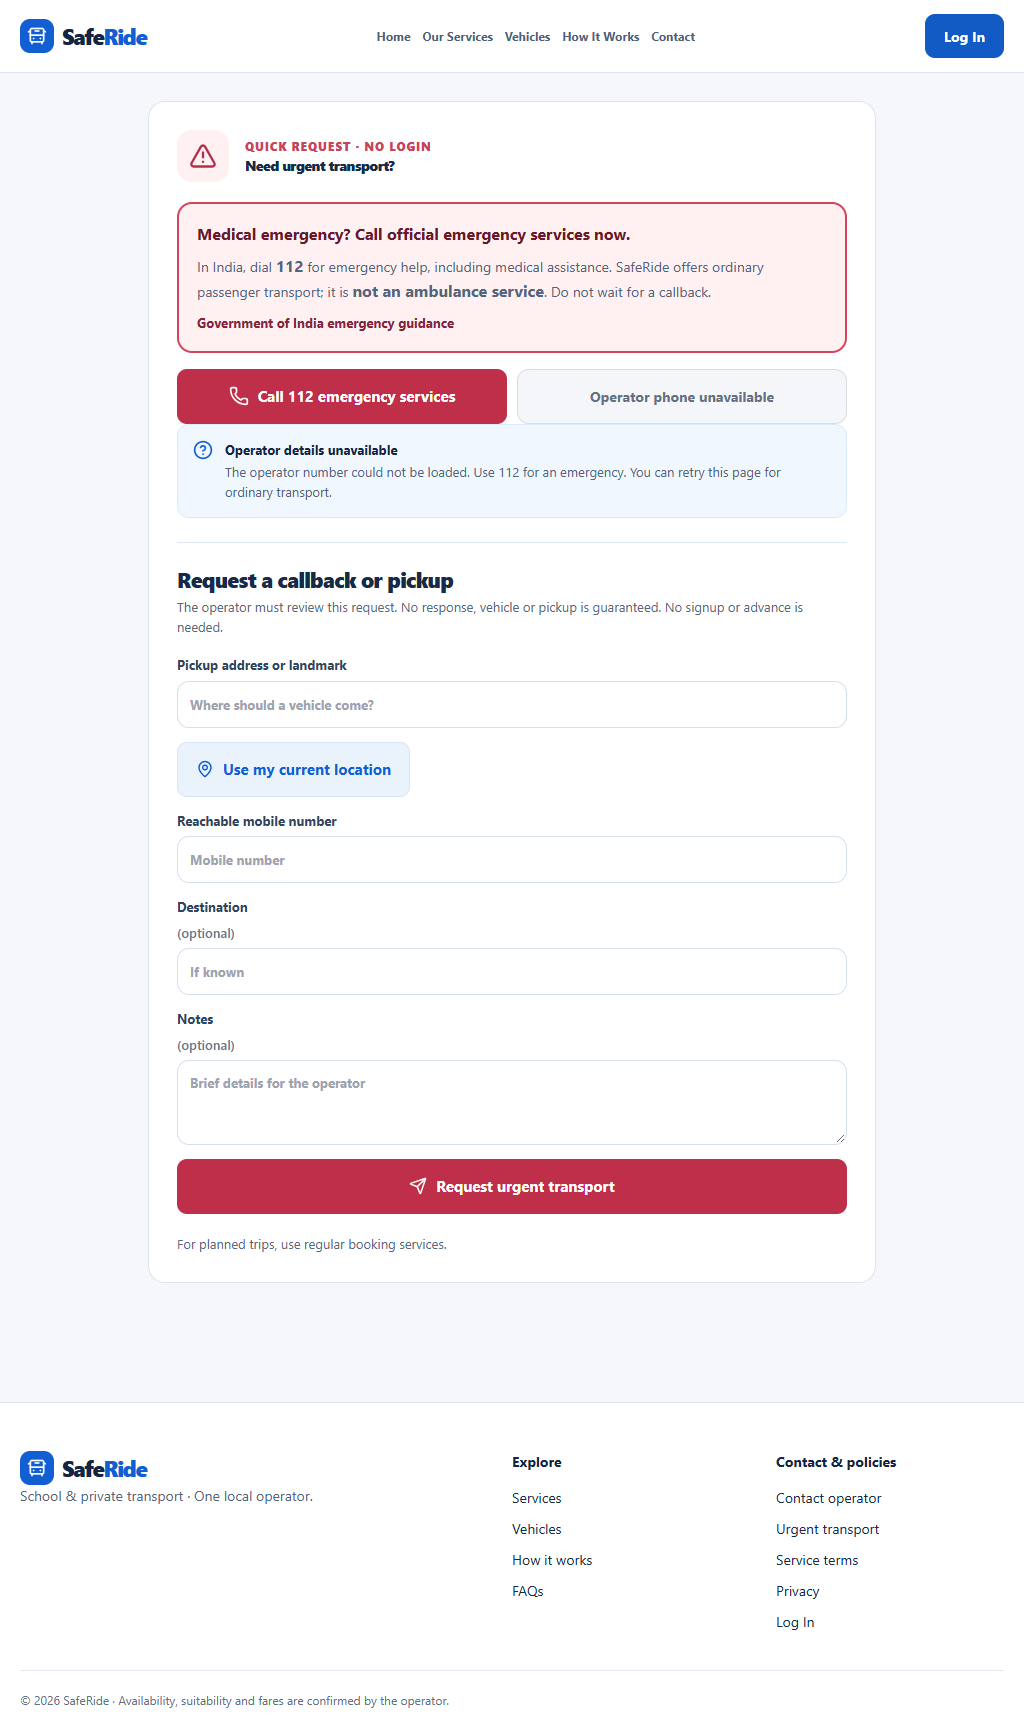 SafeRide
Home Our Services Vehicles How It Works Contact
Log In
QUICK REQUEST · NO LOGIN
Need urgent transport?
Medical emergency? Call official emergency services now.
In India, dial 112 for emergency help, including medical assistance. SafeRide offers ordinary
passenger transport; it is not an ambulance service. Do not wait for a callback.
Government of India emergency guidance
Call 112 emergency services
Operator phone unavailable
Operator details unavailable
The operator number could not be loaded. Use 112 for an emergency. You can retry this page for
ordinary transport.
Request a callback or pickup
The operator must review this request. No response, vehicle or pickup is guaranteed. No signup or advance is
needed.
Pickup address or landmark
Where should a vehicle come?
Use my current location
Reachable mobile number
Mobile number
Destination
(optional)
If known
Notes
(optional)
Brief details for the operator
Request urgent transport
For planned trips, use regular booking services.
SafeRide
School & private transport · One local operator.
Explore
Services
Vehicles
How it works
FAQs
Contact & policies
Contact operator
Urgent transport
Service terms
Privacy
Log In
© 2026 SafeRide · Availability, suitability and fares are confirmed by the operator.